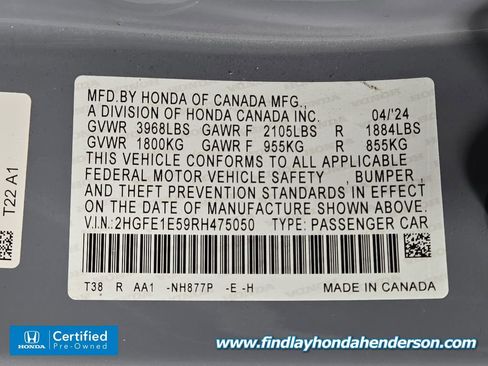 MFD. BY HONDA OF CANADA MFG.,
A DIVISION OF HONDA CANADA INC. 04/'24
GVWR 3968LBS GAWR F 2105LBS R 1884LBS
GVWR 1800KG GAWR F 955KG R 855KG
THIS VEHICLE CONFORMS TO ALL APPLICABLE
FEDERAL MOTOR VEHICLE SAFETY , BUMPER ,
AND THEFT PREVENTION STANDARDS IN EFFECT
ON THE DATE OF MANUFACTURE SHOWN ABOVE.
V.I.N.:2HGFE1E59RH475050 TYPE: PASSENGER CAR
T38 R AA1 -NH877P -E -H MADE IN CANADA
T22 A1
HONDA
Certified
Pre-Owned
www.findlayhondahenderson.com